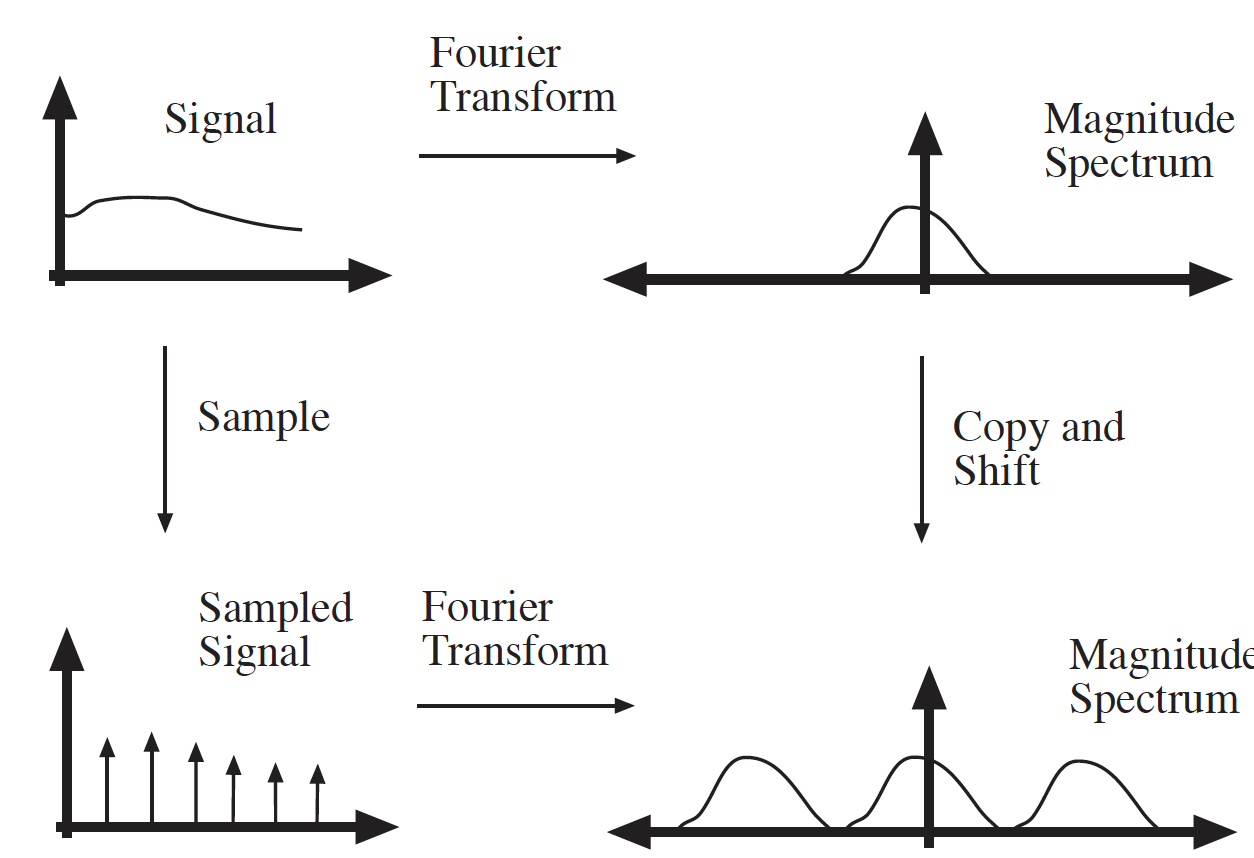 Fourier
Transform
Signal
Magnitude
Spectrum
Sample
Copy and
Shift
Sampled
Signal
Fourier
Transform
Magnitude
Spectrum